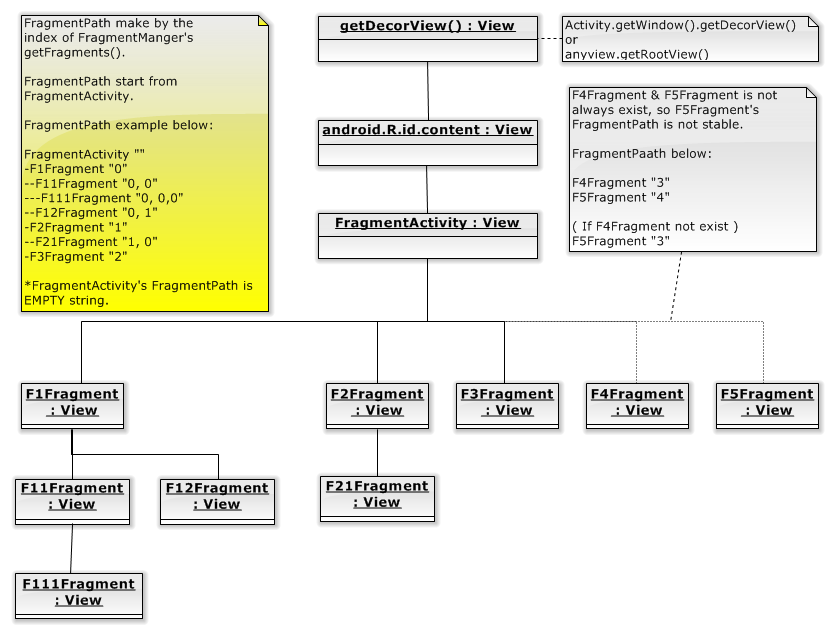 FragmentPath make by the
index of FragmentManger's
getFragments().
FragmentPath start from
FragmentActivity.
FragmentPath example below:
FragmentActivity ""
-F1Fragment "0"
--F11Fragment "0, 0"
---F111Fragment "0, 0,0"
--F12Fragment "0, 1"
-F2Fragment "1"
--F21Fragment "1, 0"
-F3Fragment "2"
*FragmentActivity's FragmentPath is
EMPTY string.
getDecorView() : View
Activity.getWindow().getDecorView()
or
anyview.getRootView()
android.R.id.content : View
FragmentActivity : View
F4Fragment & F5Fragment is not
always exist, so F5Fragment's
FragmentPath is not stable.
FragmentPaath below:
F4Fragment "3"
F5Fragment "4"
( If F4Fragment not exist )
F5Fragment "3"
F1Fragment
: View
F2Fragment
: View
F3Fragment
: View
F4Fragment
: View
F5Fragment
: View
F11Fragment
: View
F12Fragment
: View
F21Fragment
: View
F111Fragment
: View